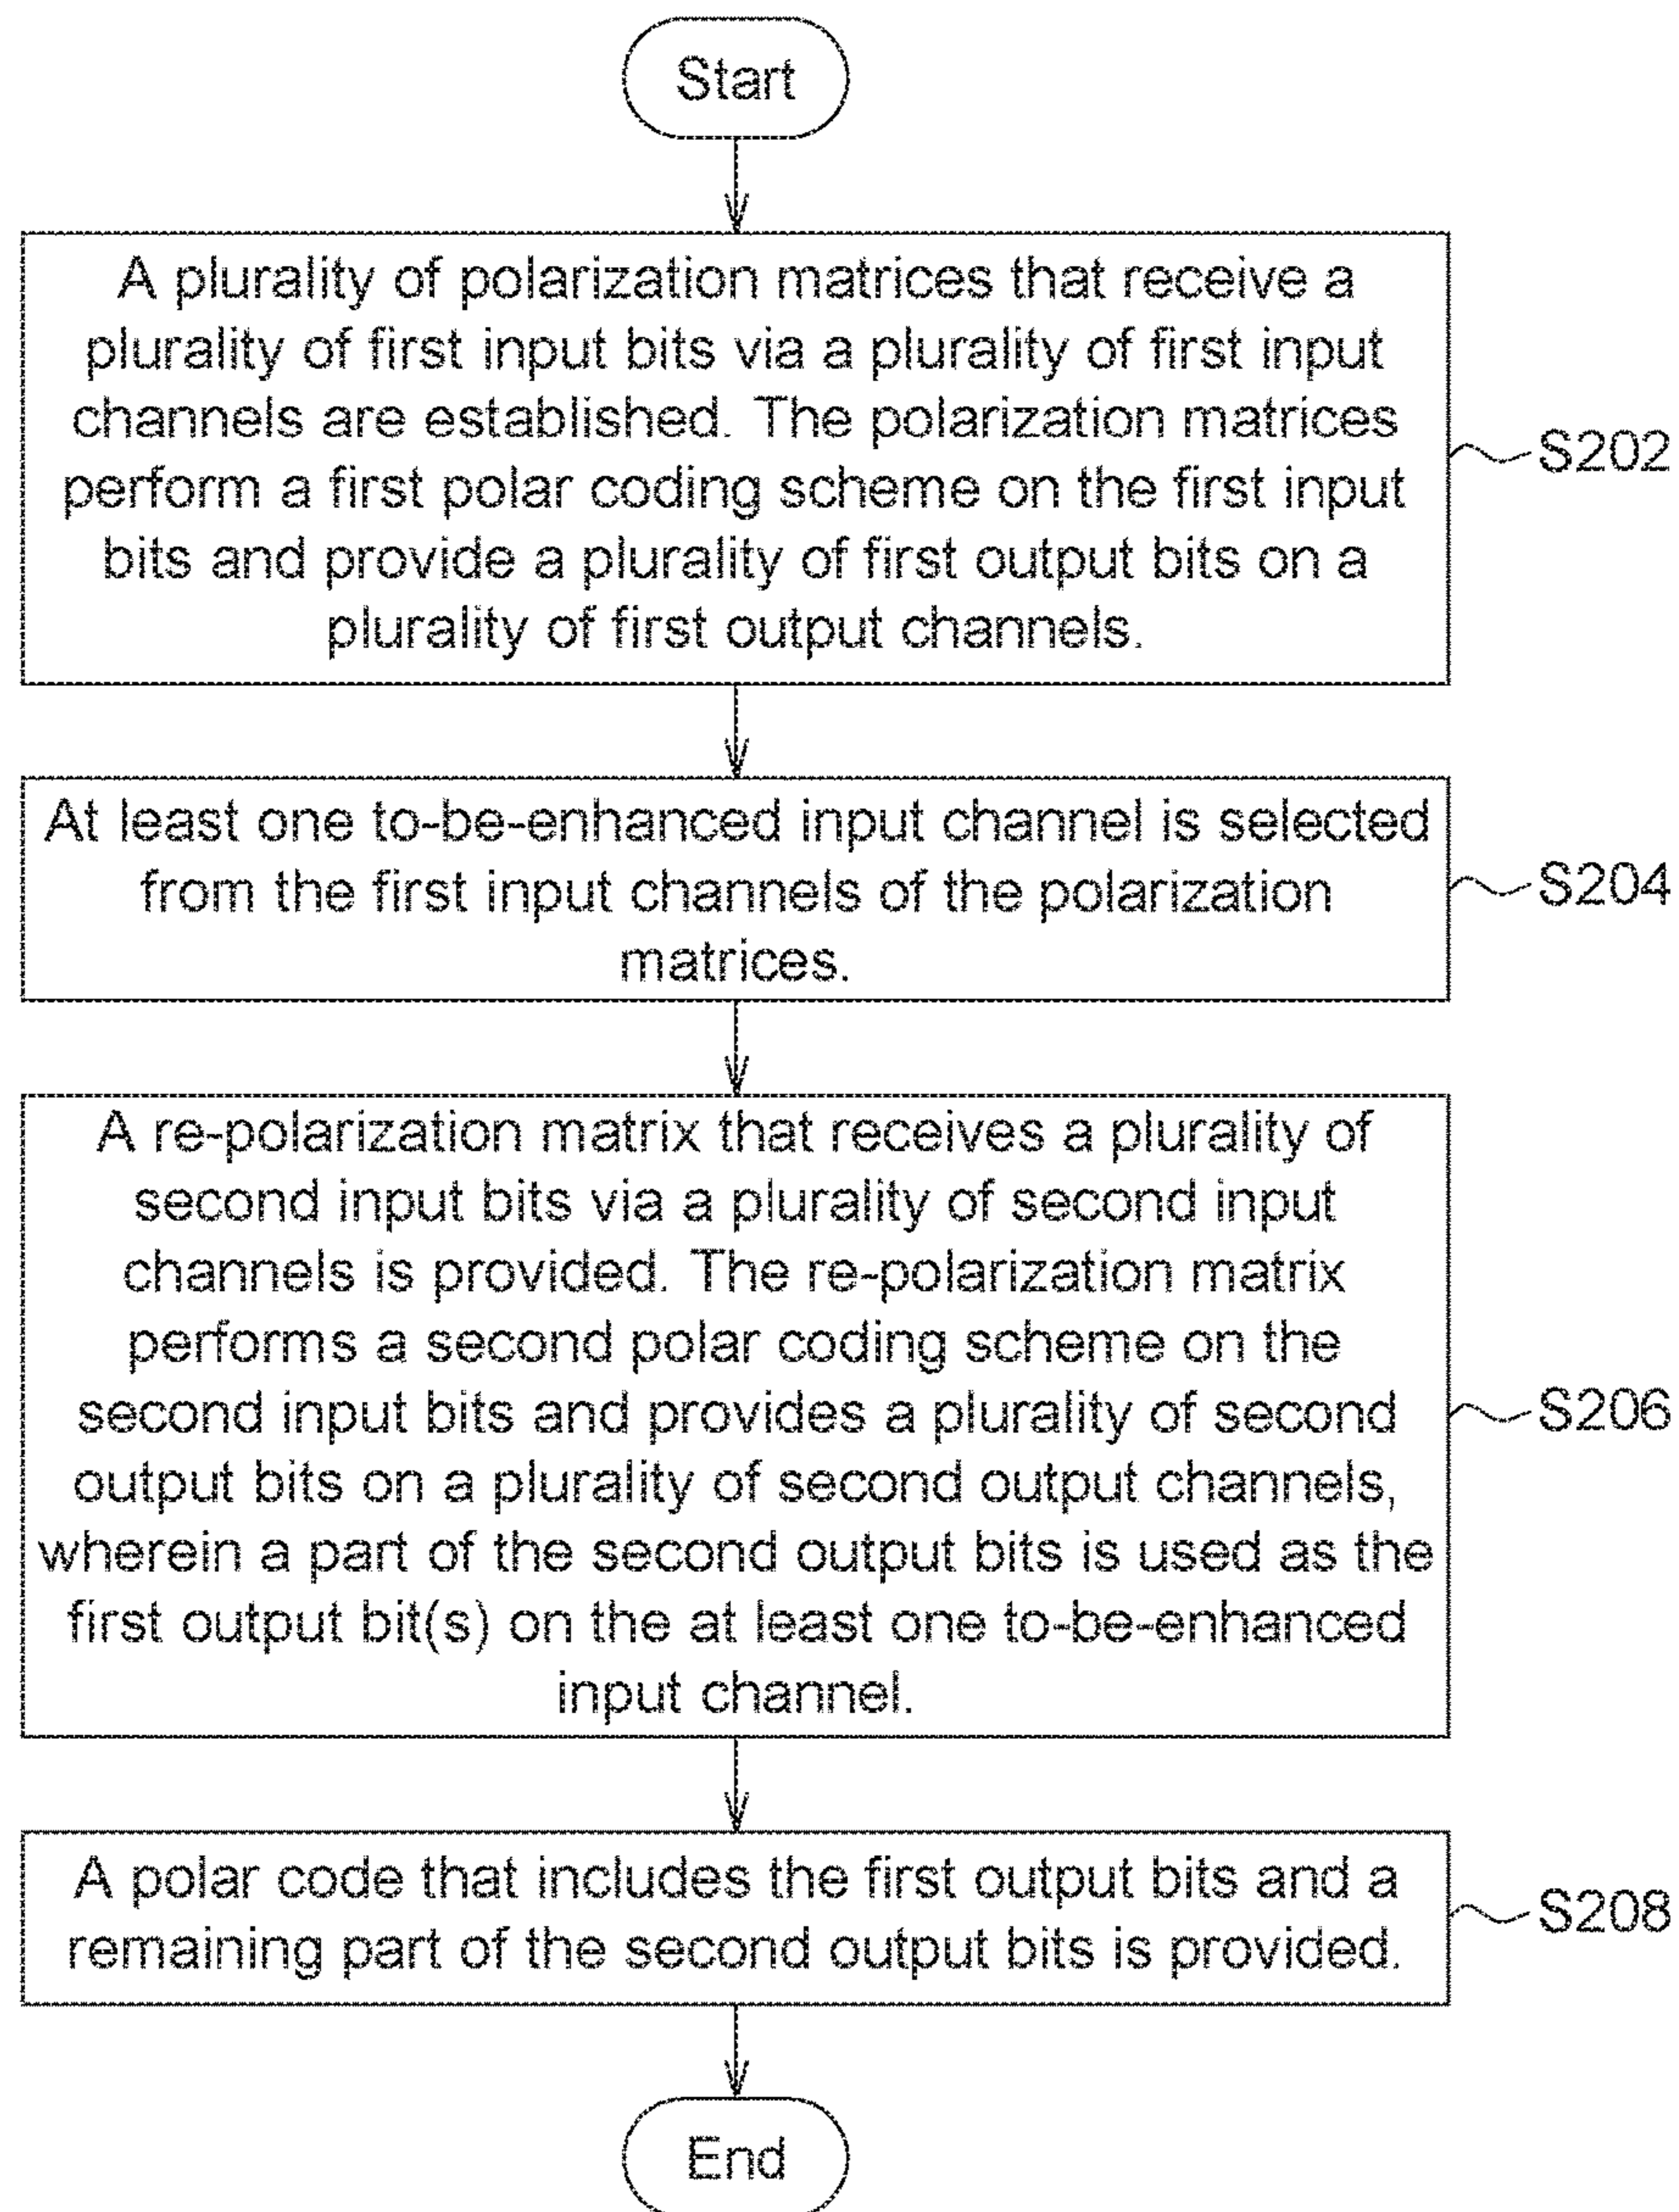 Start
A plurality of polarization matrices that receive a
plurality of first input bits via a plurality of first input
channels are established. The polarization matrices
perform a first polar coding scheme on the first input
bits and provide a plurality of first output bits on a
plurality of first output channels.
S202
At least one to-be-enhanced input channel is selected
from the first input channels of the polarization
matrices.
S204
A re-polarization matrix that receives a plurality of
second input bits via a plurality of second input
channels is provided. The re-polarization matrix
performs a second polar coding scheme on the
second input bits and provides a plurality of second
output bits on a plurality of second output channels,
wherein a part of the second output bits is used as the
first output bit(s) on the at least one to-be-enhanced
input channel.
S206
A polar code that includes the first output bits and a
remaining part of the second output bits is provided.
S208
End